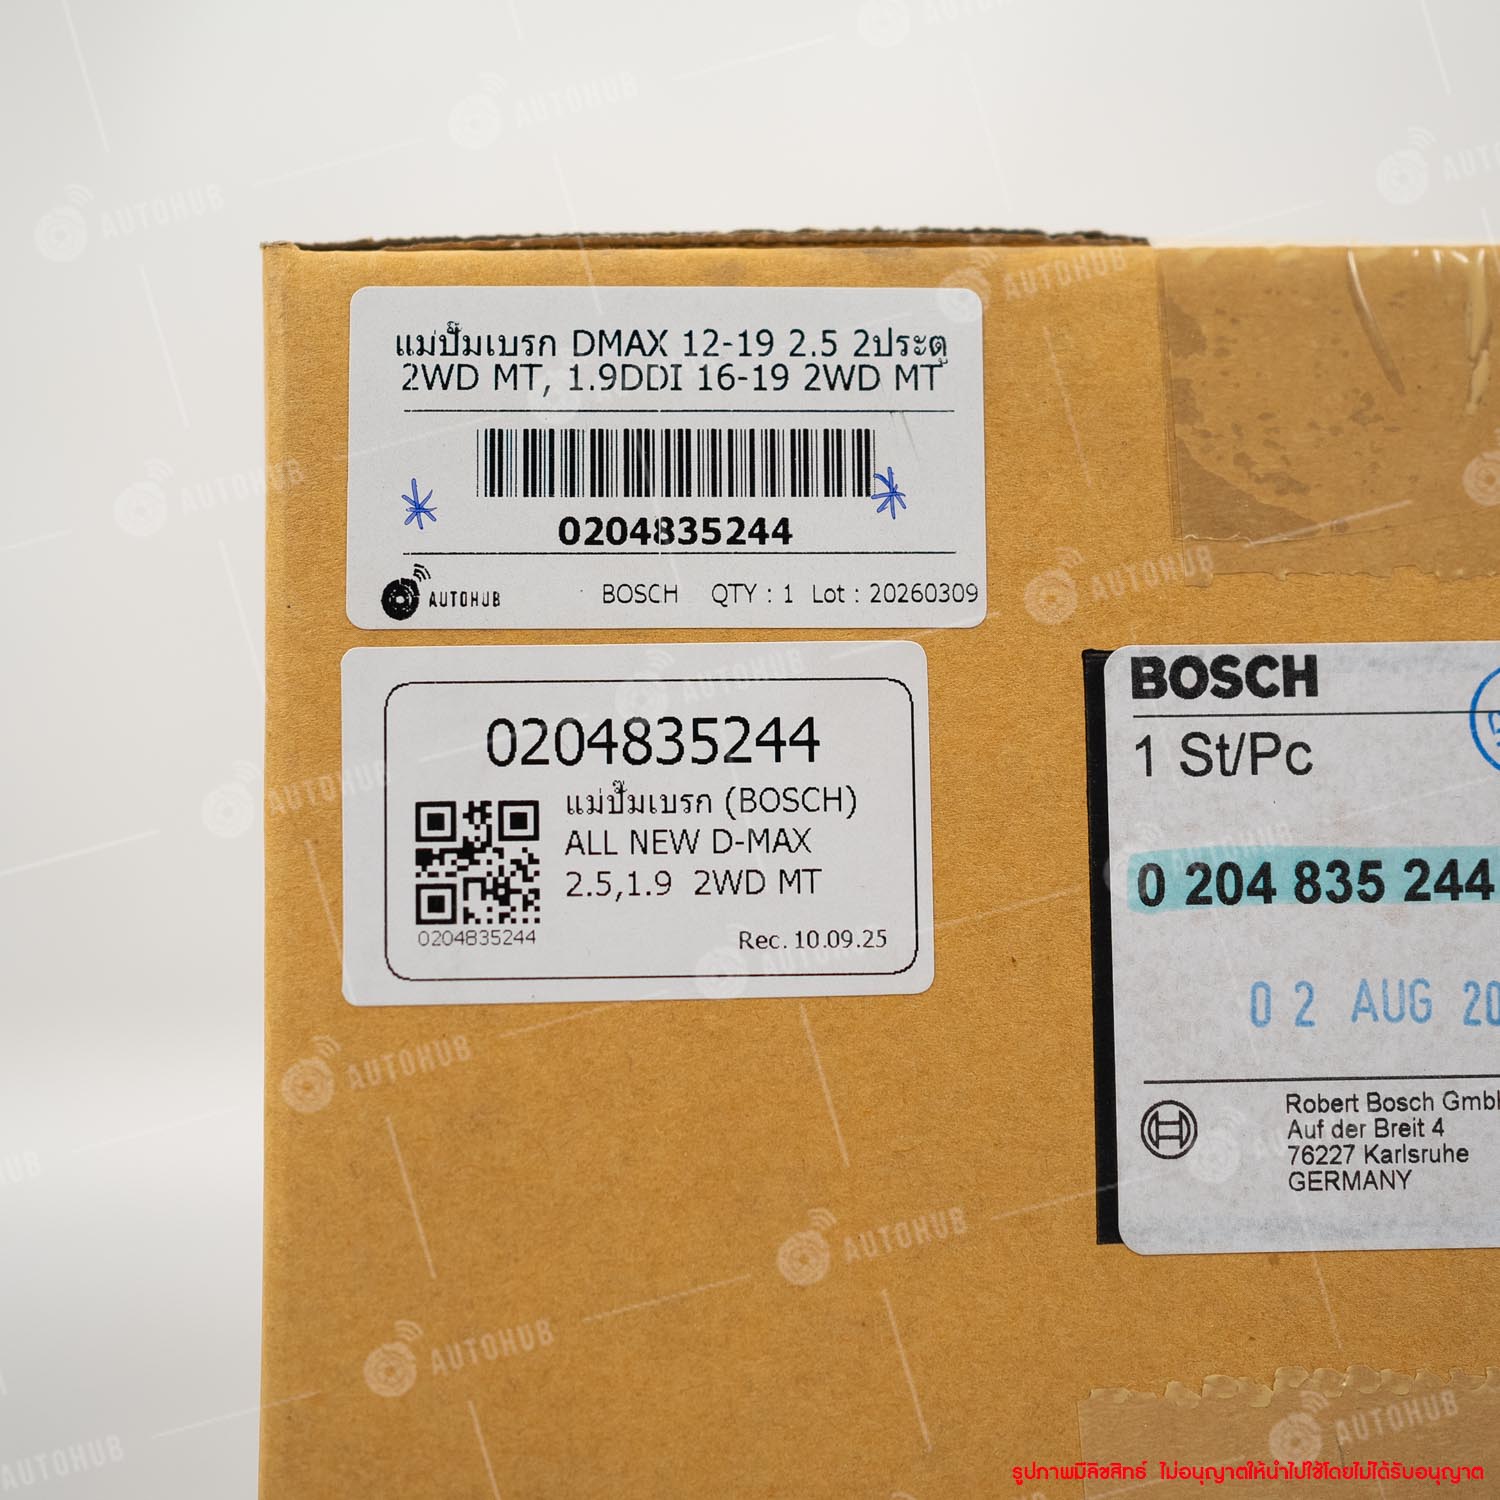 แม่ปั๊มเบรก DMAX 12-19 2.5 2ประตู
2WD MT, 1.9DDI 16-19 2WD MT
0204835244
AUTOHUB
BOSCH QTY : 1 Lot : 20260309
0204835244
แม่ปั๊มเบรก (BOSCH)
ALL NEW D-MAX
2.5,1.9 2WD MT
0204835244
Rec. 10.09.25
BOSCH
1 St/Pc
0 204 835 244
02 AUG 20
Robert Bosch Gmb
Auf der Breit 4
76227 Karlsruhe
GERMANY
รูปภาพมีลิขสิทธ์ ไม่อนุญาตให้นำไปใช้โดยไม่ได้รับอนุญาต